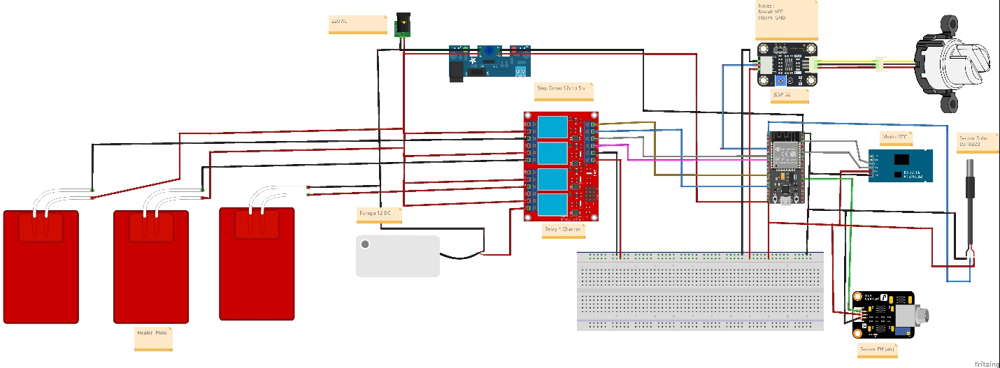 Notes :
Merah VCC
Hitam GND
220 AC
Step Down 12v to 5 v
JESP 32
Modul RTC
Sensor Suhu
DS18B20
Pompa 12 DC
Relay 4 Channel
Heater Plate
Sensor PH (air)
fritzing